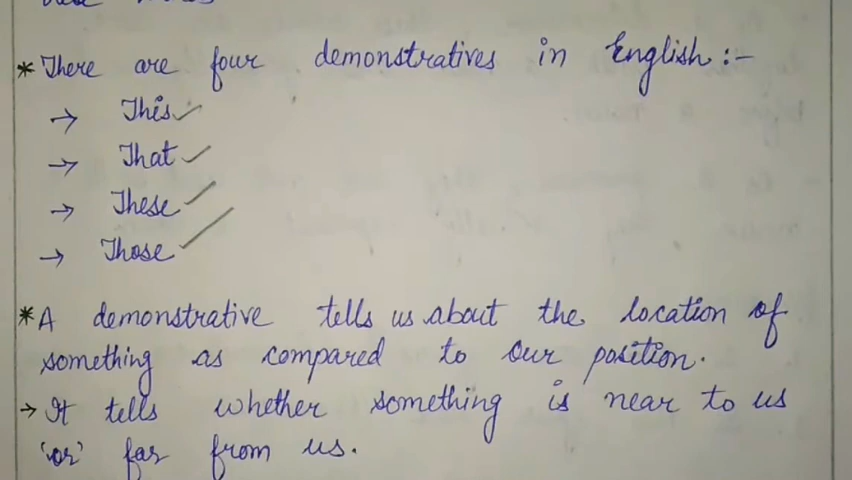 * There are four demonstratives in English :-
→ This
→ That
→ These
→ Those
* A demonstrative tells us about the location of
something as compared to our position.
→ It tells whether something is near to us
'or' far from us.